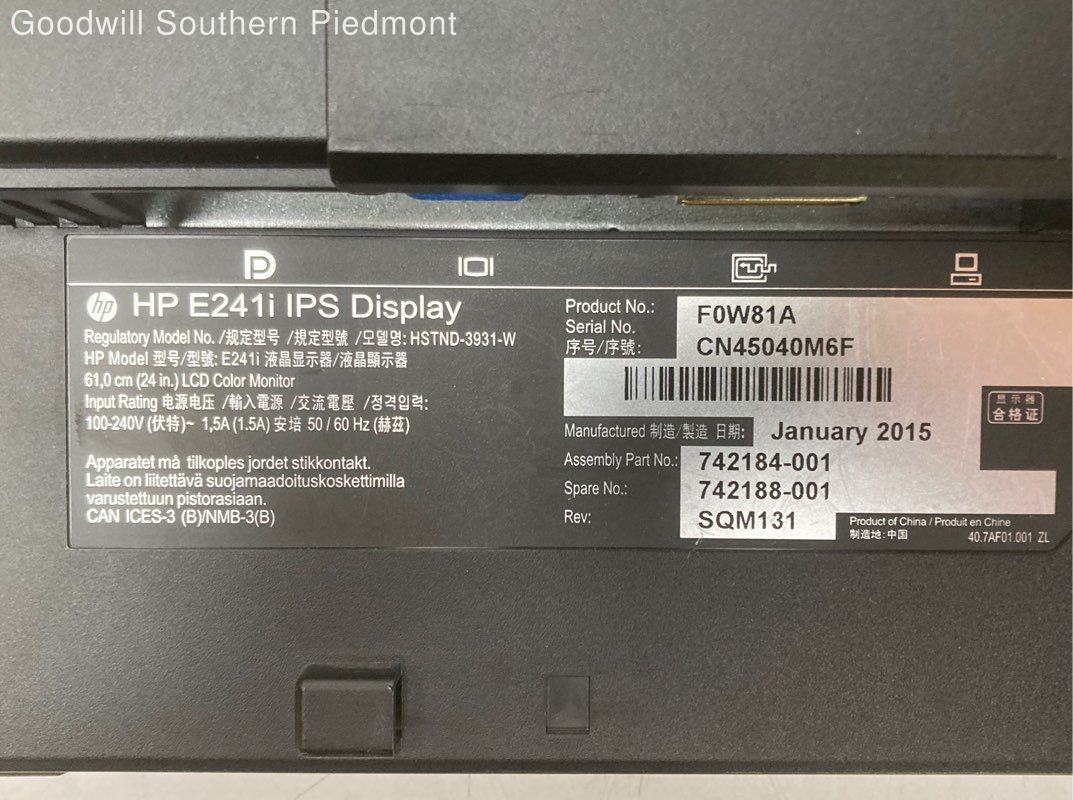 Goodwill Southern Piedmont
hp HP E241i IPS Display
Regulatory Model No. /规定型号 /規定型號 /모델명: HSTND-3931-W
HP Model 型号/型號: E241i 液晶显示器/液晶顯示器
61,0 cm (24 in.) LCD Color Monitor
Input Rating 电源电压 /輸入電源 /交流電壓 /정격입력:
100-240V (伏特)~ 1,5A (1.5A) 安培 50 / 60 Hz (赫茲)
Apparatet må tilkoples jordet stikkontakt.
Laite on liitettävä suojamaadoituskoskettimilla
varustettuun pistorasiaan.
CAN ICES-3 (B)/NMB-3(B)
Product No.: F0W81A
Serial No.
序号/序號: CN45040M6F
Manufactured 制造/製造 日期: January 2015
显示器
合格证
Assembly Part No.: 742184-001
Spare No.: 742188-001
Rev: SQM131
Product of China / Produit en Chine
制造地: 中国 40.7AF01.001 ZL